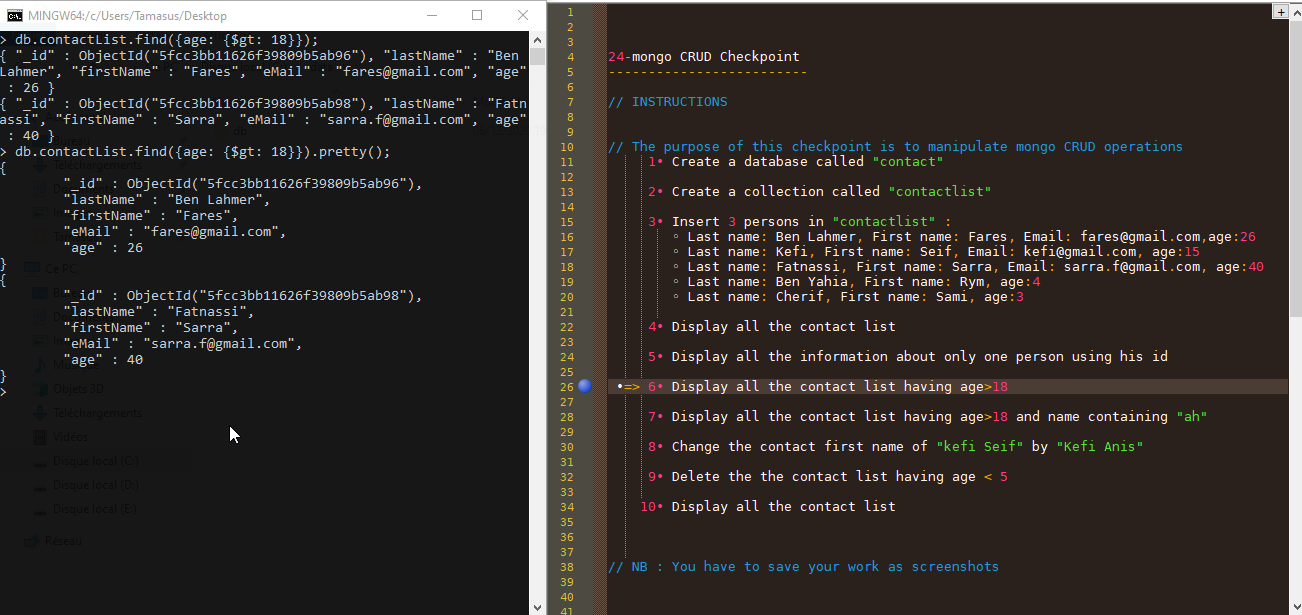 MINGW64:/c/Users/Tamasus/Desktop
> db.contactList.find({age: {$gt: 18}});
{ "_id" : ObjectId("5fcc3bb11626f39809b5ab96"), "lastName" : "Ben
Lahmer", "firstName" : "Fares", "eMail" : "fares@gmail.com", "age"
: 26 }
{ "_id" : ObjectId("5fcc3bb11626f39809b5ab98"), "lastName" : "Fatn
assi", "firstName" : "Sarra", "eMail" : "sarra.f@gmail.com", "age"
: 40 }
> db.contactList.find({age: {$gt: 18}}).pretty();
{
"_id" : ObjectId("5fcc3bb11626f39809b5ab96"),
"lastName" : "Ben Lahmer",
"firstName" : "Fares",
"eMail" : "fares@gmail.com",
"age" : 26
}
{
"_id" : ObjectId("5fcc3bb11626f39809b5ab98"),
"lastName" : "Fatnassi",
"firstName" : "Sarra",
"eMail" : "sarra.f@gmail.com",
"age" : 40
}
>
Téléchargements
Ce PC
Objets 3D
Téléchargements
Vidéos
Disque local (C:)
Disque local (D:)
Disque local (E:)
Réseau
1
2
3
4 24-mongo CRUD Checkpoint
5 -------------------------
6
7 // INSTRUCTIONS
8
9
10 // The purpose of this checkpoint is to manipulate mongo CRUD operations
11 1• Create a database called "contact"
12
13 2• Create a collection called "contactlist"
14
15 3• Insert 3 persons in "contactlist" :
16 ◦ Last name: Ben Lahmer, First name: Fares, Email: fares@gmail.com,age:26
17 ◦ Last name: Kefi, First name: Seif, Email: kefi@gmail.com, age:15
18 ◦ Last name: Fatnassi, First name: Sarra, Email: sarra.f@gmail.com, age:40
19 ◦ Last name: Ben Yahia, First name: Rym, age:4
20 ◦ Last name: Cherif, First name: Sami, age:3
21
22 4• Display all the contact list
23
24 5• Display all the information about only one person using his id
25
26 •=> 6• Display all the contact list having age>18
27
28 7• Display all the contact list having age>18 and name containing "ah"
29
30 8• Change the contact first name of "kefi Seif" by "Kefi Anis"
31
32 9• Delete the the contact list having age < 5
33
34 10• Display all the contact list
35
36
37
38 // NB : You have to save your work as screenshots
39
40
41